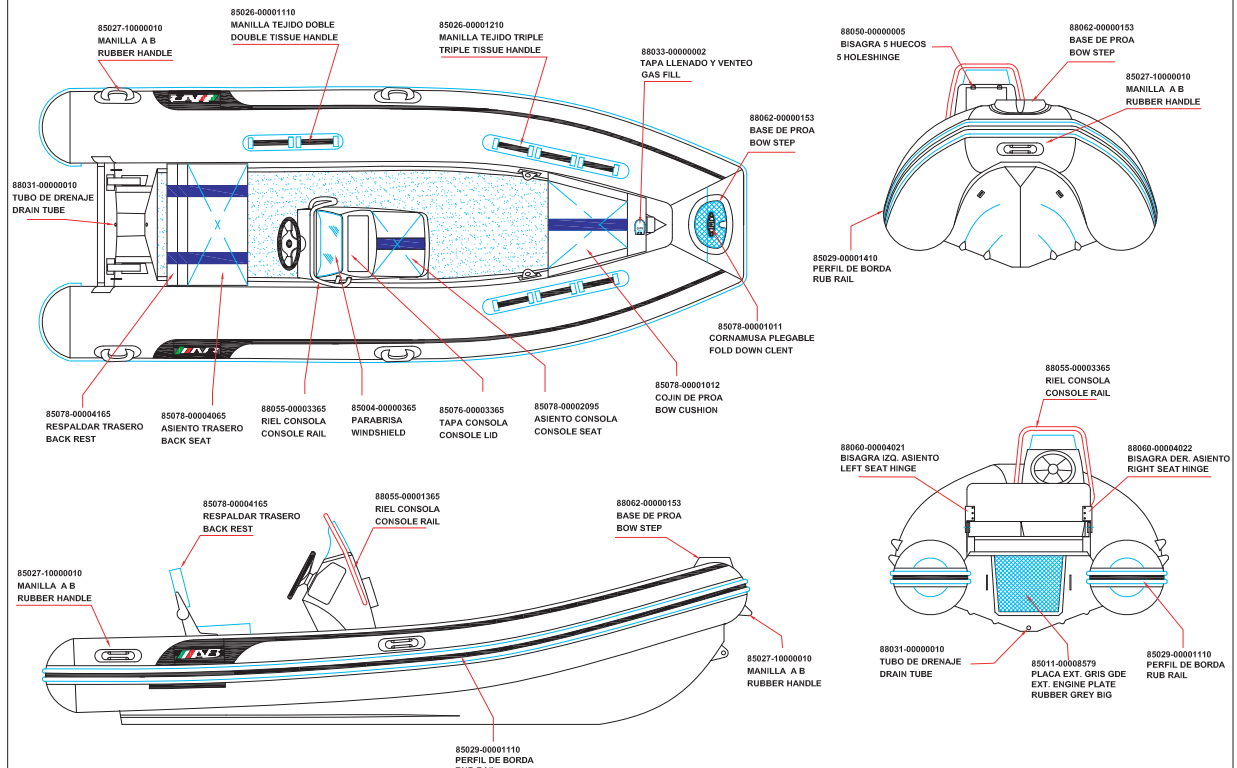 85027-10000010
MANILLA A B
RUBBER HANDLE
85026-00001110
MANILLA TEJIDO DOBLE
DOUBLE TISSUE HANDLE
85026-00001210
MANILLA TEJIDO TRIPLE
TRIPLE TISSUE HANDLE
88033-00000002
TAPA LLENADO Y VENTEO
GAS FILL
88062-00000153
BASE DE PROA
BOW STEP
88031-00000010
TUBO DE DRENAJE
DRAIN TUBE
85078-00001011
CORNAMUSA PLEGABLE
FOLD DOWN CLENT
85078-00001012
COJIN DE PROA
BOW CUSHION
85078-00004165
RESPALDAR TRASERO
BACK REST
85078-00004065
ASIENTO TRASERO
BACK SEAT
88055-00003365
RIEL CONSOLA
CONSOLE RAIL
85004-00000365
PARABRISA
WINDSHIELD
85076-00003365
TAPA CONSOLA
CONSOLE LID
85078-00002095
ASIENTO CONSOLA
CONSOLE SEAT
88050-00000005
BISAGRA 5 HUECOS
5 HOLESHINGE
88062-00000153
BASE DE PROA
BOW STEP
85027-10000010
MANILLA A B
RUBBER HANDLE
85029-00001410
PERFIL DE BORDA
RUB RAIL
85078-00004165
RESPALDAR TRASERO
BACK REST
88055-00001365
RIEL CONSOLA
CONSOLE RAIL
88062-00000153
BASE DE PROA
BOW STEP
85027-10000010
MANILLA A B
RUBBER HANDLE
AB
85027-10000010
MANILLA A B
RUBBER HANDLE
85029-00001110
PERFIL DE BORDA
88055-00003365
RIEL CONSOLA
CONSOLE RAIL
88060-00004021
BISAGRA IZQ. ASIENTO
LEFT SEAT HINGE
88060-00004022
BISAGRA DER. ASIENTO
RIGHT SEAT HINGE
88031-00000010
TUBO DE DRENAJE
DRAIN TUBE
85011-00008579
PLACA EXT. GRIS GDE
EXT. ENGINE PLATE
RUBBER GREY BIG
85029-00001110
PERFIL DE BORDA
RUB RAIL